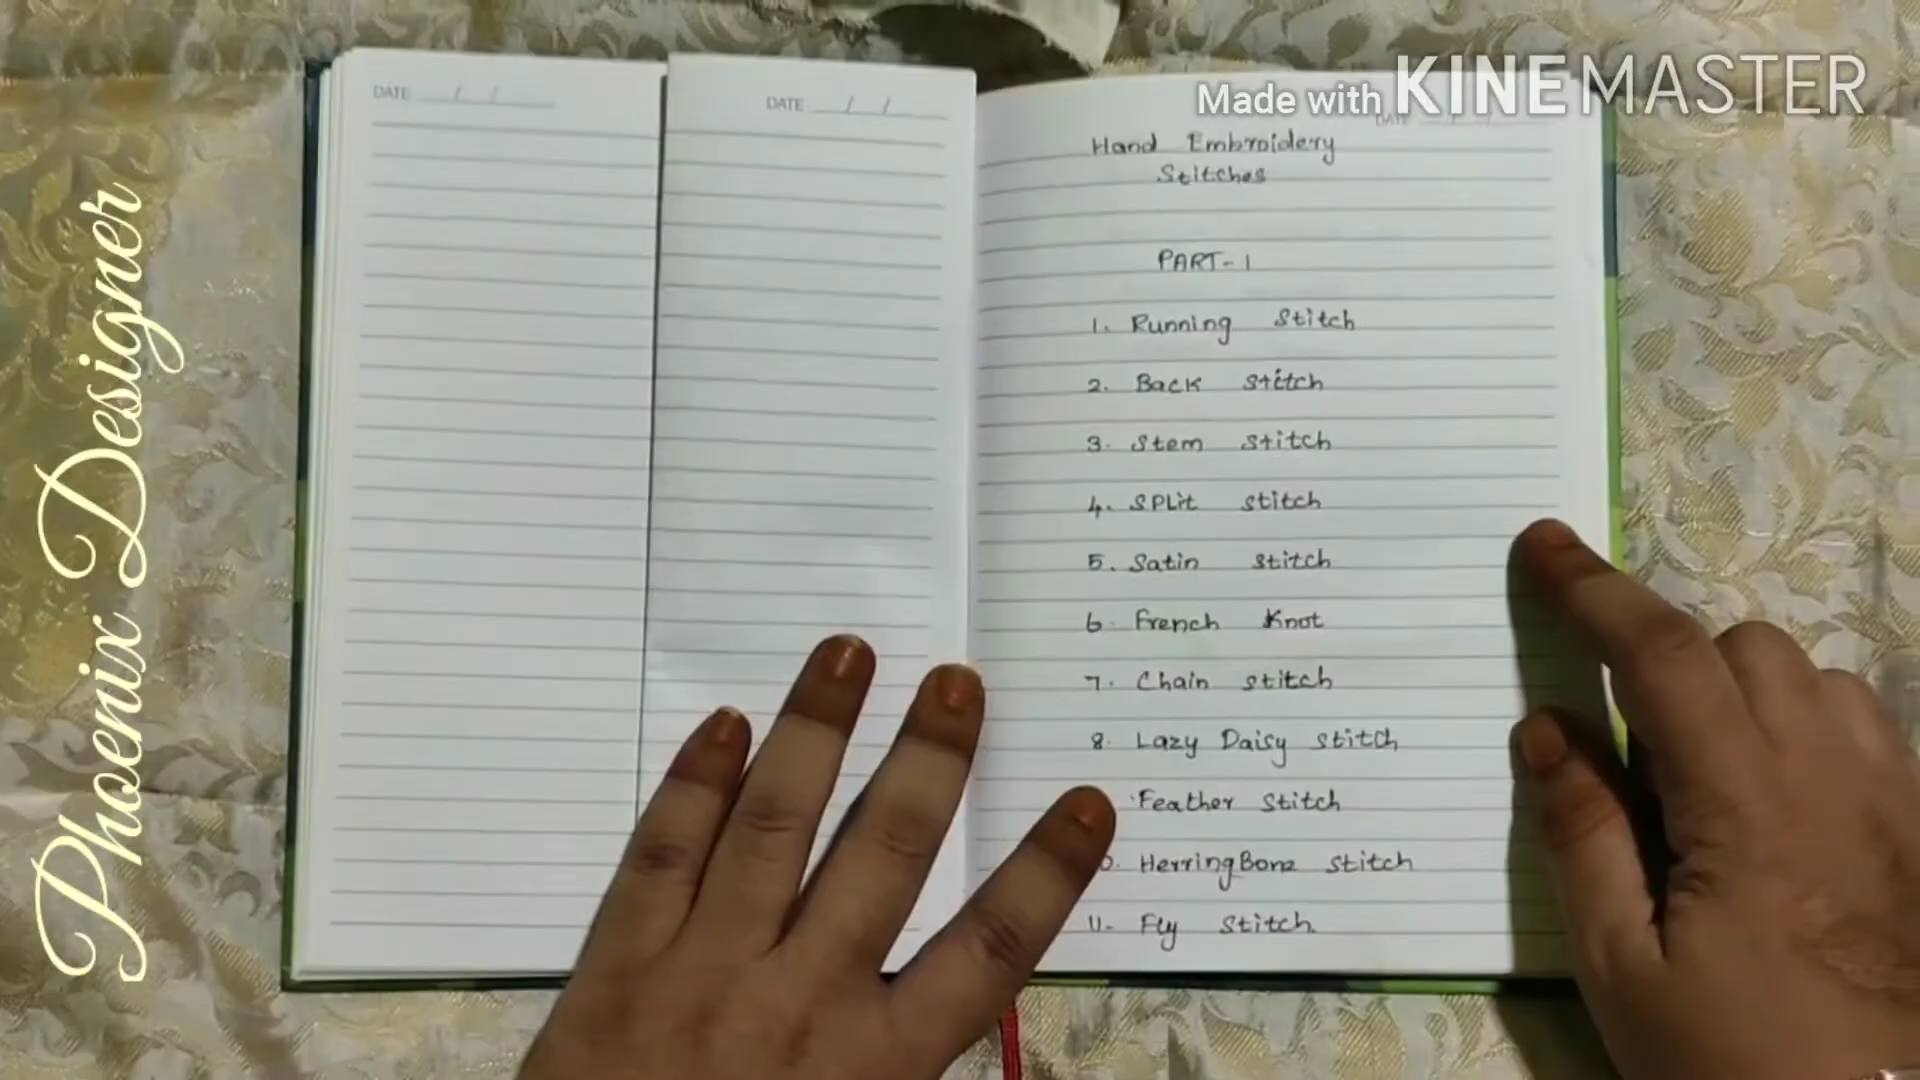 Made with KINEMASTER
Phoenix Designer
DATE / /
DATE / /
DATE
Hand Embroidery
Stitches
PART-1
1. Running Stitch
2. Back Stitch
3. Stem Stitch
4. SPLit Stitch
5. Satin Stitch
6. French Knot
7. Chain Stitch
8. Lazy Daisy Stitch
Feather Stitch
0. HerringBone Stitch
11. Fly Stitch.